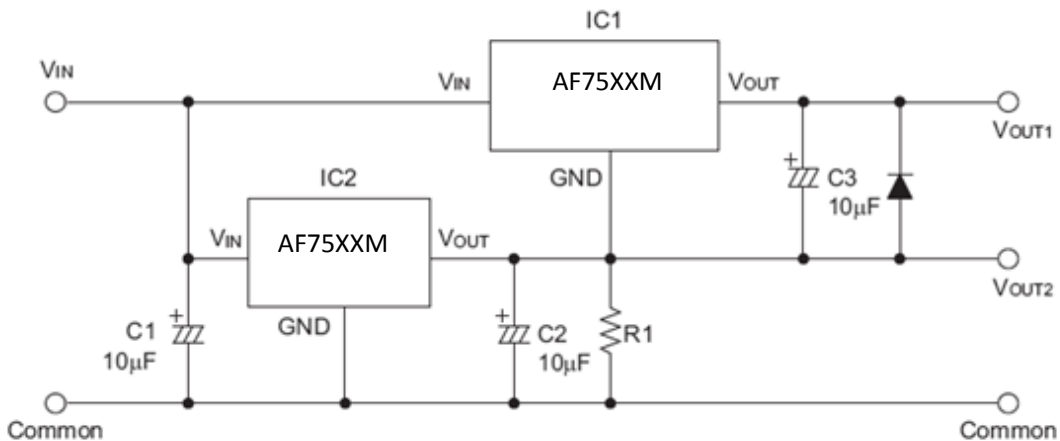 IC1
VIN
VIN
AF75XXM
VOUT
VOUT1
GND
C3
10μF
IC2
VIN
AF75XXM
VOUT
VOUT2
GND
C1
10μF
C2
10μF
R1
+
+
+
Common
Common